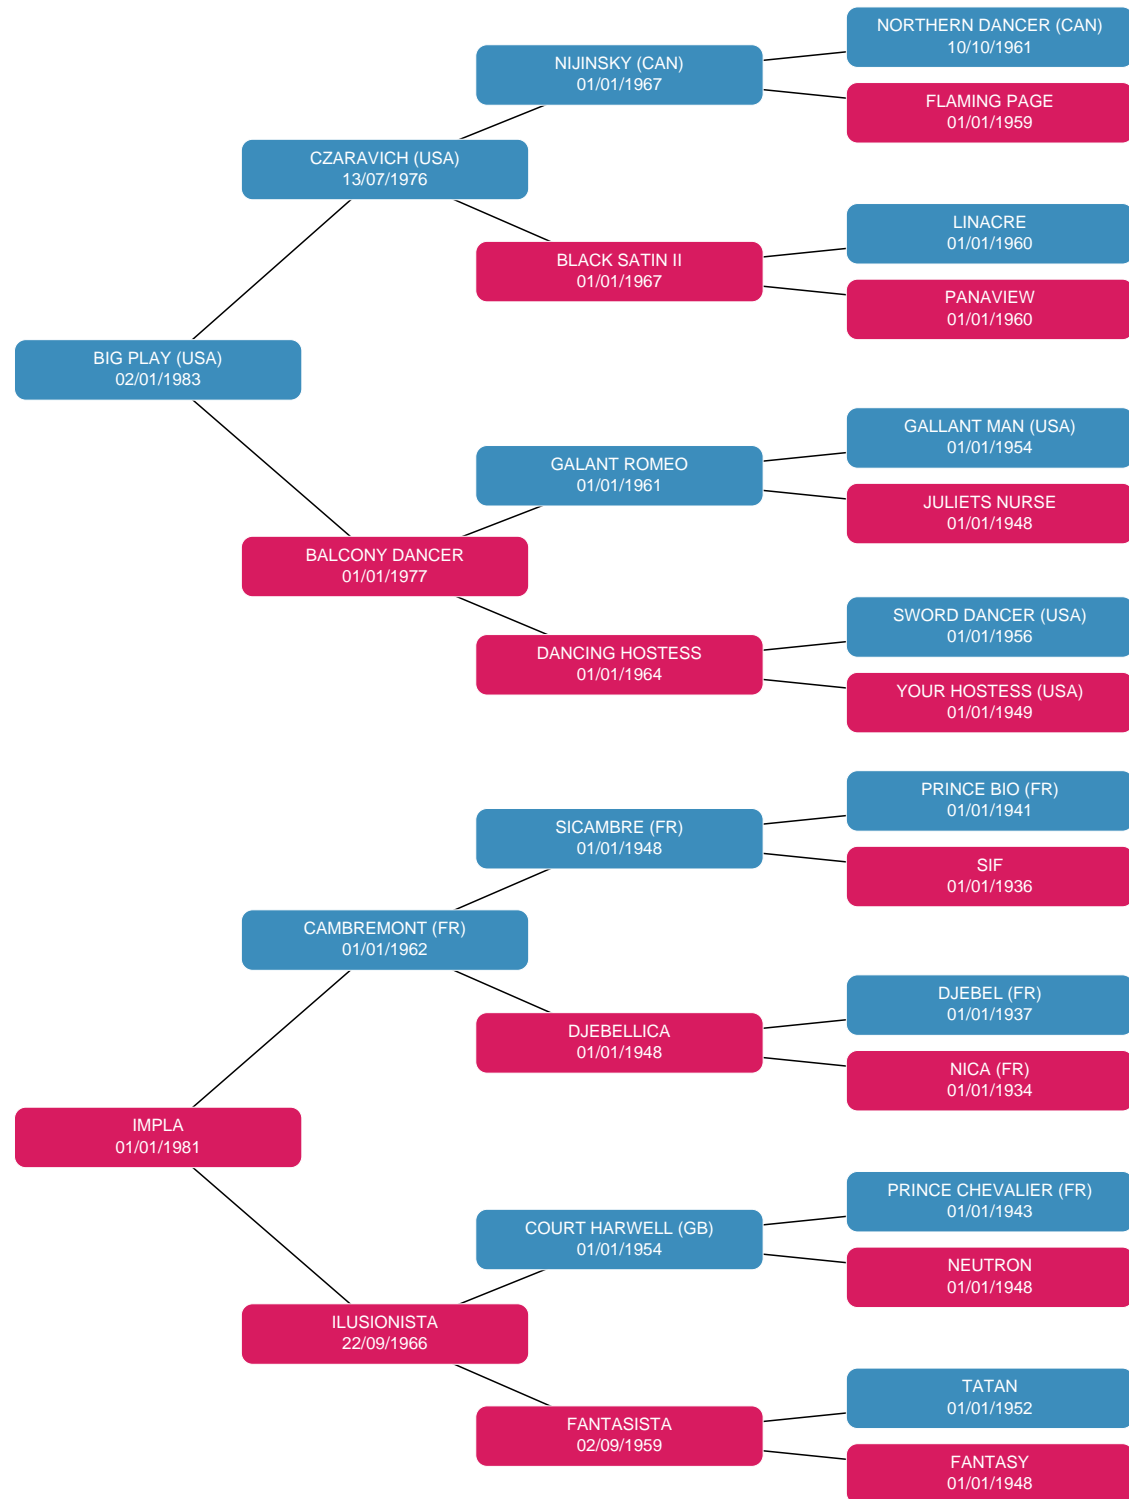 NORTHERN DANCER (CAN)
10/10/1961
NIJINSKY (CAN)
01/01/1967
FLAMING PAGE
01/01/1959
CZARAVICH (USA)
13/07/1976
LINACRE
01/01/1960
BLACK SATIN II
01/01/1967
PANAVIEW
01/01/1960
BIG PLAY (USA)
02/01/1983
GALLANT MAN (USA)
01/01/1954
GALANT ROMEO
01/01/1961
JULIETS NURSE
01/01/1948
BALCONY DANCER
01/01/1977
SWORD DANCER (USA)
01/01/1956
DANCING HOSTESS
01/01/1964
YOUR HOSTESS (USA)
01/01/1949
PRINCE BIO (FR)
01/01/1941
SICAMBRE (FR)
01/01/1948
SIF
01/01/1936
CAMBREMONT (FR)
01/01/1962
DJEBEL (FR)
01/01/1937
DJEBELLICA
01/01/1948
NICA (FR)
01/01/1934
IMPLA
01/01/1981
PRINCE CHEVALIER (FR)
01/01/1943
COURT HARWELL (GB)
01/01/1954
NEUTRON
01/01/1948
ILUSIONISTA
22/09/1966
TATAN
01/01/1952
FANTASISTA
02/09/1959
FANTASY
01/01/1948